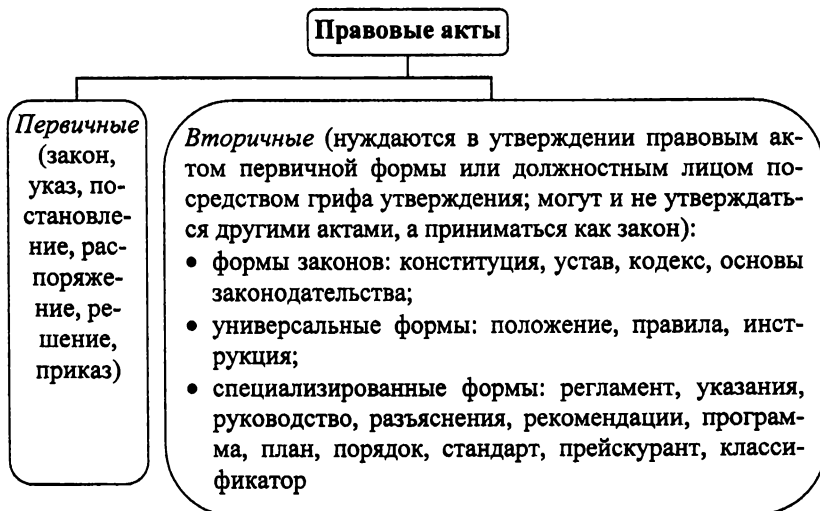 Правовые акты
Первичные
(закон,
указ, по-
становле-
ние, рас-
поряже-
ние, ре-
шение,
приказ)
Вторичные (нуждаются в утверждении правовым ак-
том первичной формы или должностным лицом по-
средством грифа утверждения; могут и не утверждать-
ся другими актами, а приниматься как закон):
• формы законов: конституция, устав, кодекс, основы
законодательства;
• универсальные формы: положение, правила, инст-
рукция;
• специализированные формы: регламент, указания,
руководство, разъяснения, рекомендации, програм-
ма, план, порядок, стандарт, прейскурант, класси-
фикатор